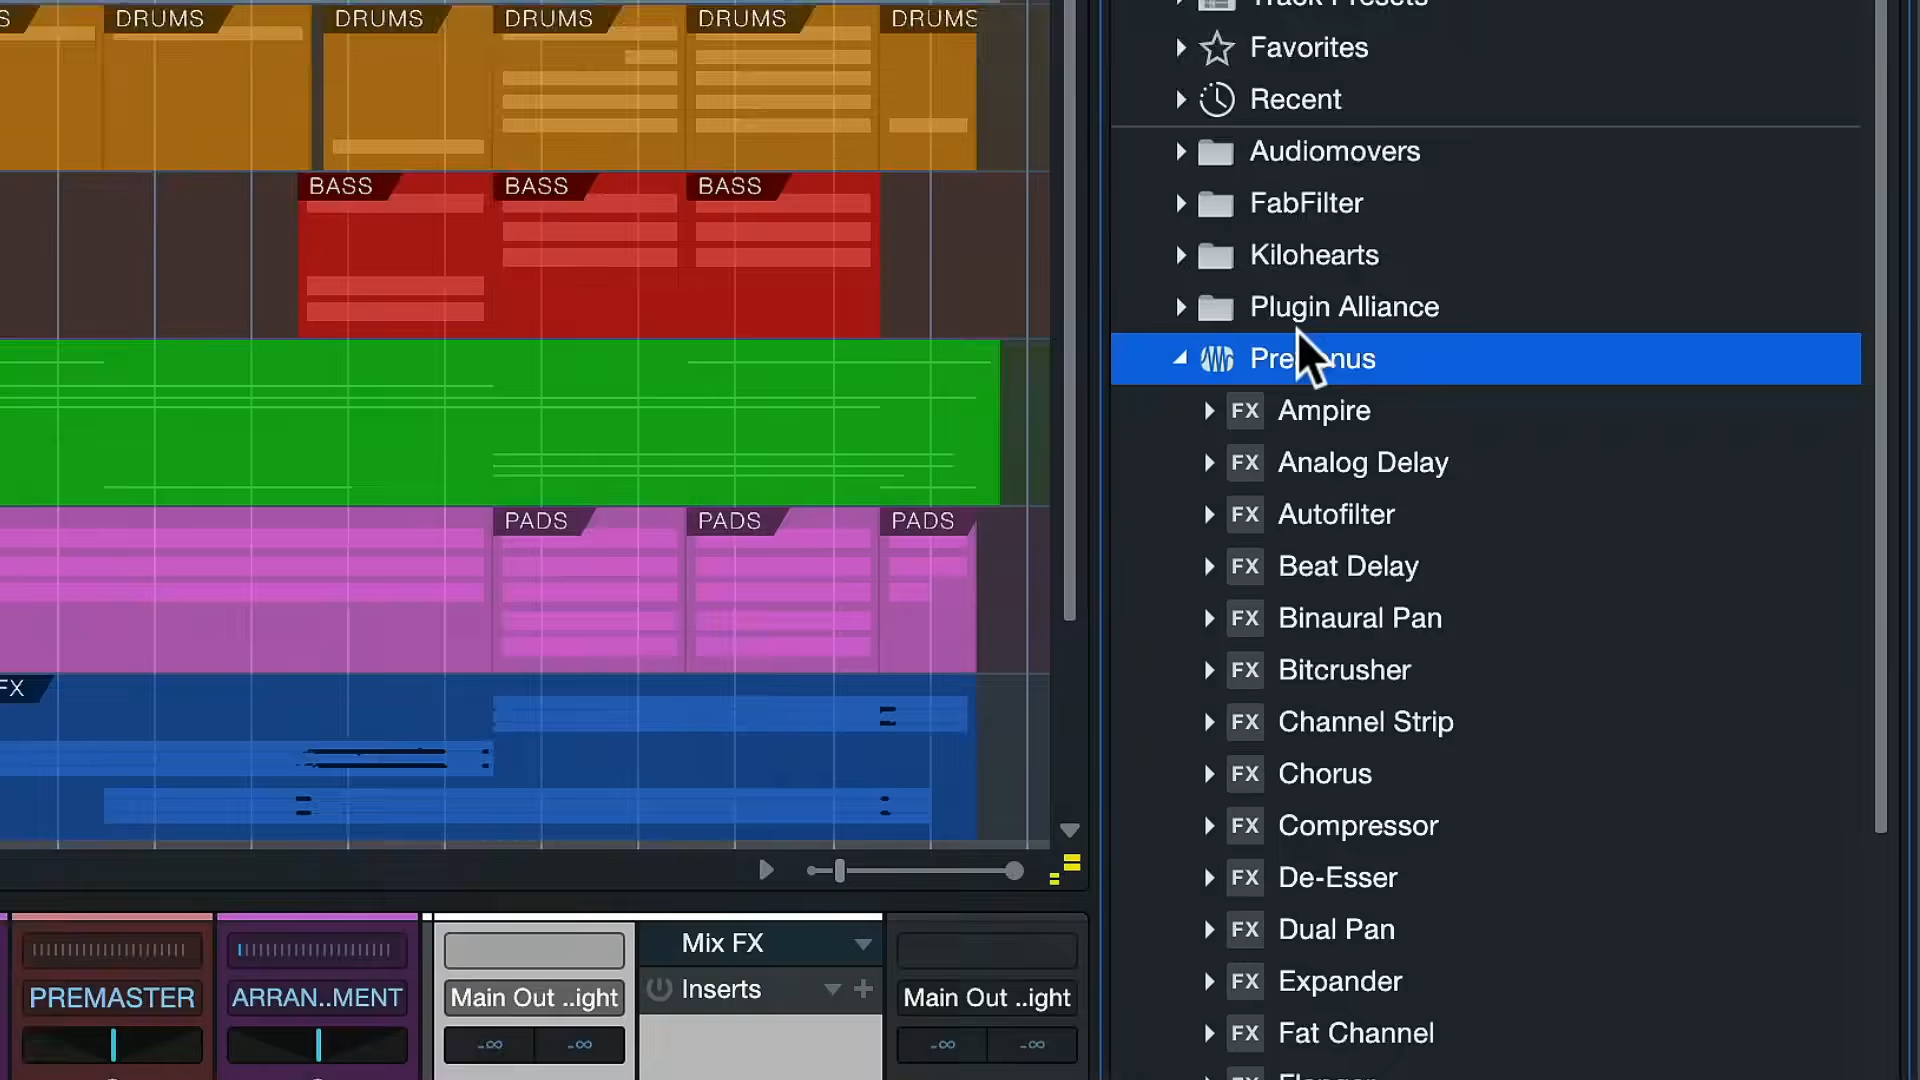 DRUMS
DRUMS
DRUMS
DRUMS
DRUMS
BASS
BASS
BASS
PADS
PADS
PADS
FX
PREMASTER
ARRAN..MENT
Main Out ..ight
-∞
-∞
Mix FX
Inserts
Main Out ..ight
-∞
-∞
Track Presets
Favorites
Recent
Audiomovers
FabFilter
Kilohearts
Plugin Alliance
FX Ampire
FX Analog Delay
FX Autofilter
FX Beat Delay
FX Binaural Pan
FX Bitcrusher
FX Channel Strip
FX Chorus
FX Compressor
FX De-Esser
FX Dual Pan
FX Expander
FX Fat Channel